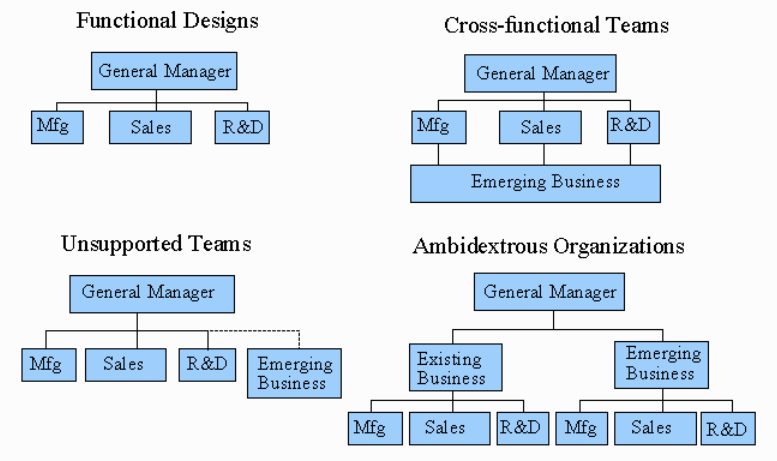 Functional Designs
General Manager
Mfg Sales R&D
Cross-functional Teams
General Manager
Mfg Sales R&D
Emerging Business
Unsupported Teams
General Manager
Mfg Sales R&D Emerging
Business
Ambidextrous Organizations
General Manager
Existing
Business
Emerging
Business
Mfg Sales R&D Mfg Sales R&D